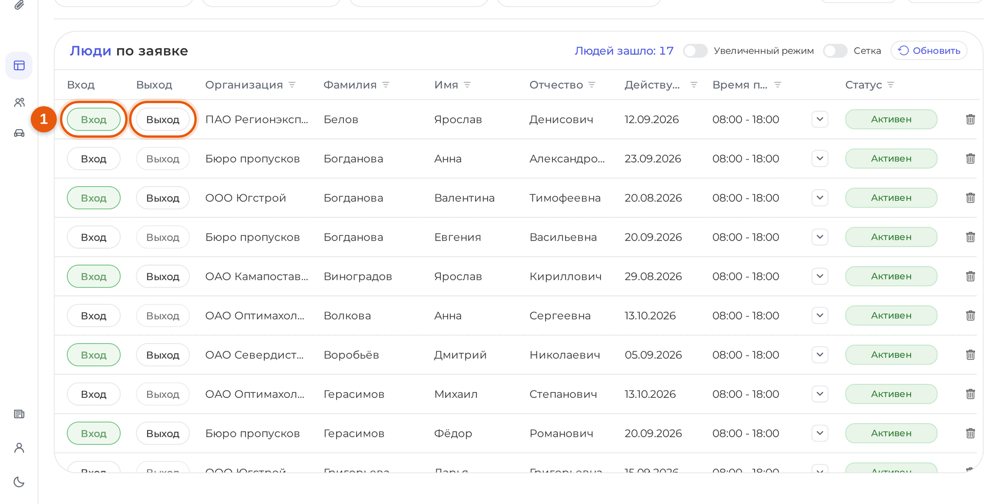 Люди по заявке Людей зашло: 17 Увеличенный режим Сетка Обновить
Вход Выход Организация Фамилия Имя Отчество Действу... Время п... Статус
1 Вход Выход ПАО Регионэксп... Белов Ярослав Денисович 12.09.2026 08:00 - 18:00 Активен
Вход Выход Бюро пропусков Богданова Анна Александро... 23.09.2026 08:00 - 18:00 Активен
Вход Выход ООО Югстрой Богданова Валентина Тимофеевна 20.08.2026 08:00 - 18:00 Активен
Вход Выход Бюро пропусков Богданова Евгения Васильевна 20.09.2026 08:00 - 18:00 Активен
Вход Выход ОАО Камапостав... Виноградов Ярослав Кириллович 29.08.2026 08:00 - 18:00 Активен
Вход Выход ОАО Оптимахол... Волкова Анна Сергеевна 13.10.2026 08:00 - 18:00 Активен
Вход Выход ОАО Севердист... Воробьёв Дмитрий Николаевич 05.09.2026 08:00 - 18:00 Активен
Вход Выход ОАО Оптимахол... Герасимов Михаил Степанович 13.10.2026 08:00 - 18:00 Активен
Вход Выход Бюро пропусков Герасимов Фёдор Романович 20.09.2026 08:00 - 18:00 Активен
Вход Выход ООО Югстрой Григорьева Дарья Григорьевна 15.09.2026 08:00 - 18:00 Активен